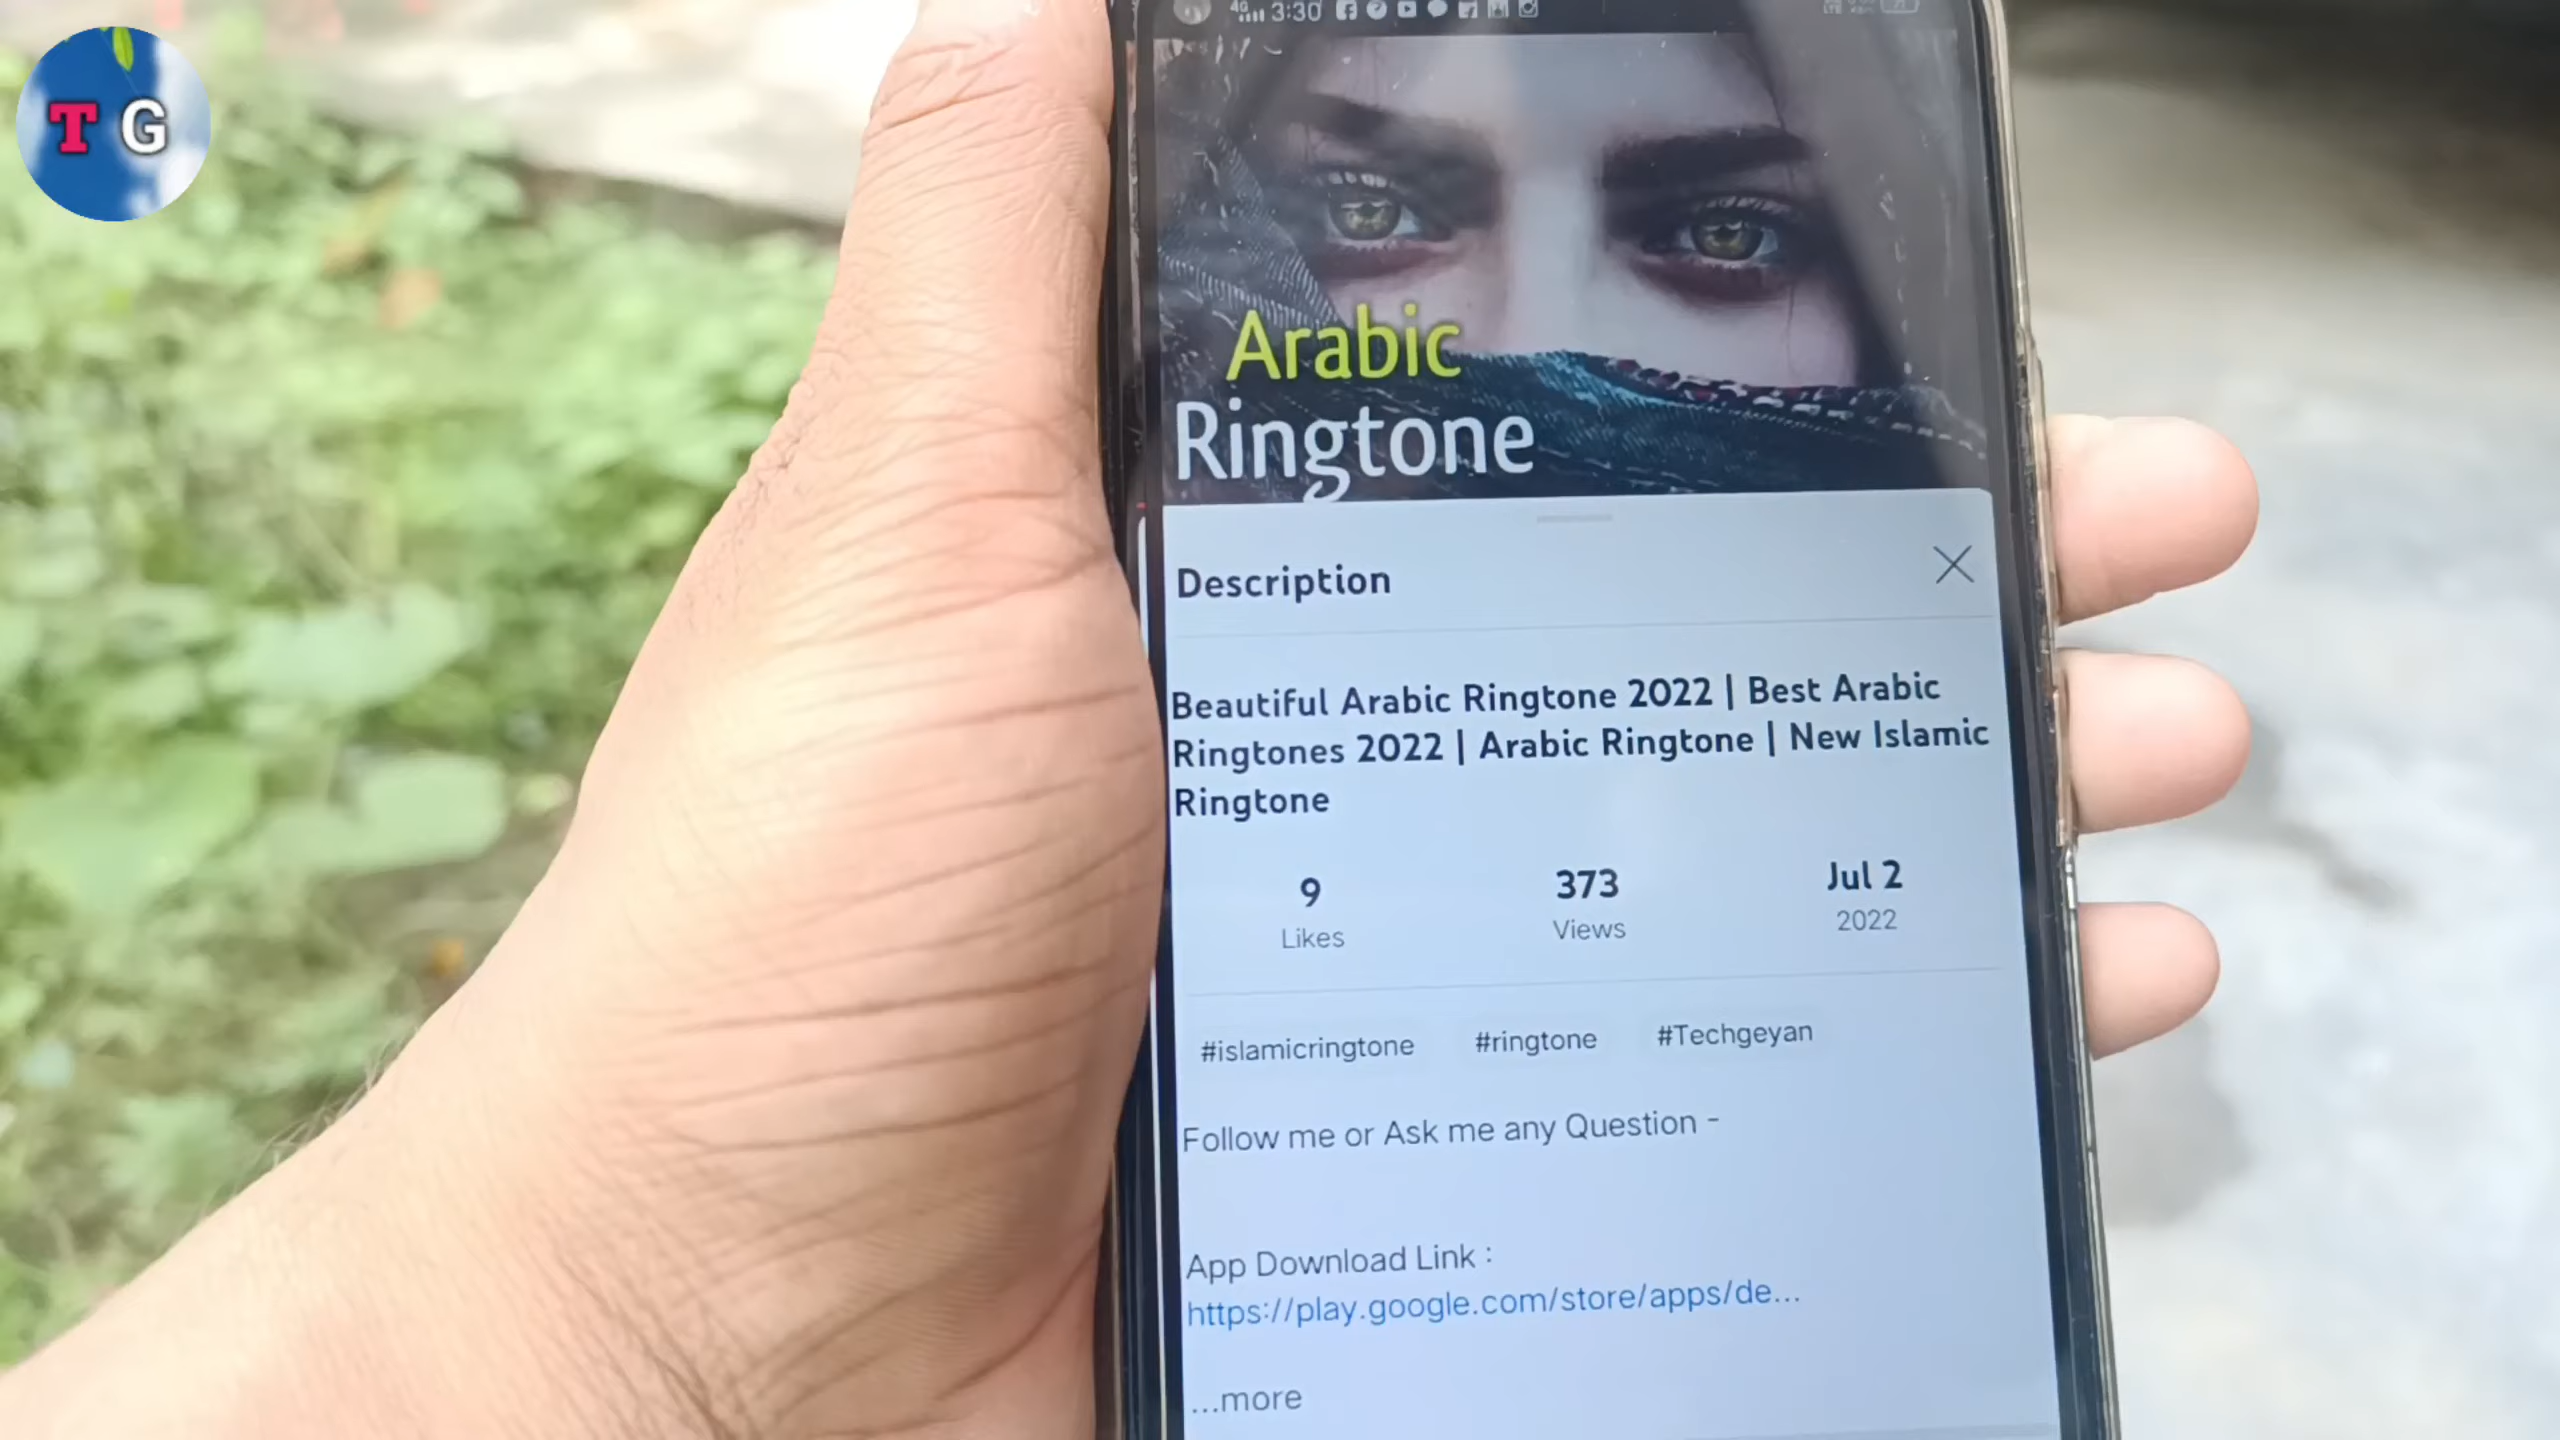 T G
4G 3:30
Arabic
Ringtone
Description
Beautiful Arabic Ringtone 2022 | Best Arabic
Ringtones 2022 | Arabic Ringtone | New Islamic
Ringtone
9 373 Jul 2
Likes Views 2022
#islamicringtone #ringtone #Techgeyan
Follow me or Ask me any Question -
App Download Link :
https://play.google.com/store/apps/de...
...more